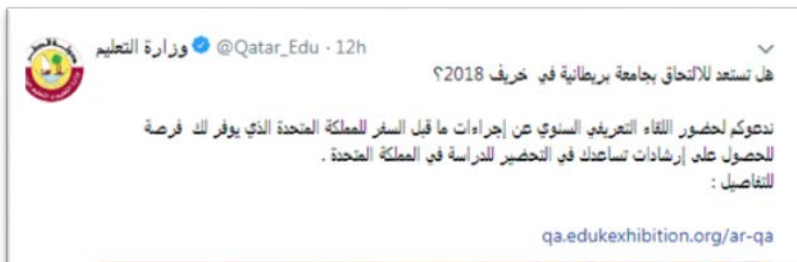 وزارة التعليم @Qatar_Edu · 12h
هل تستعد للالتحاق بجامعة بريطانية في خريف 2018؟
ندعوكم لحضور اللقاء التعريفي السنوي عن إجراءات ما قبل السفر للمملكة المتحدة الذي يوفر لك فرصة
للحصول على إرشادات تساعدك في التحضير للدراسة في المملكة المتحدة .
للتفاصيل :
qa.edukexhibition.org/ar-qa